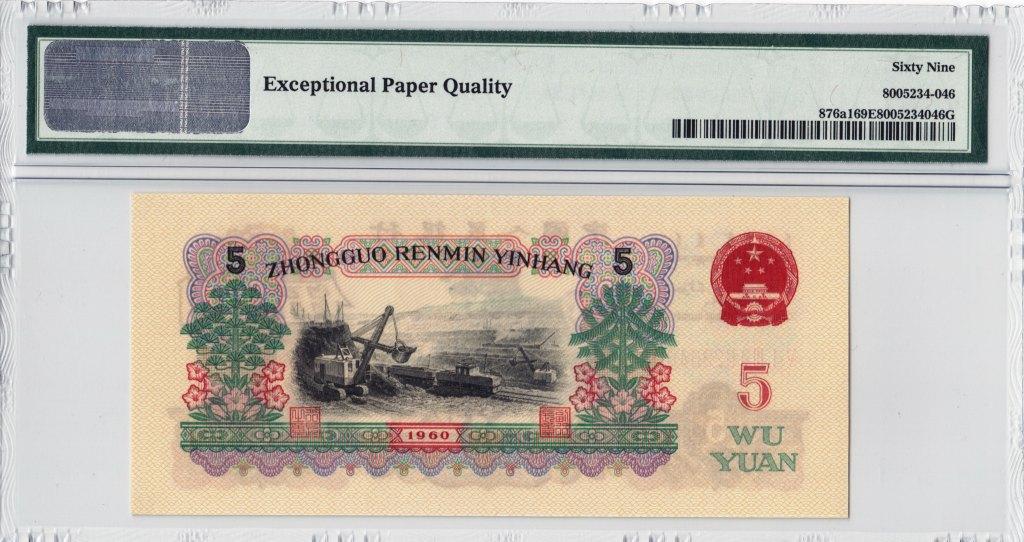 Exceptional Paper Quality
Sixty Nine
8005234-046
876a169E8005234046G
5 ZHONGGUO RENMIN YINHANG 5
1960
5
WU
YUAN